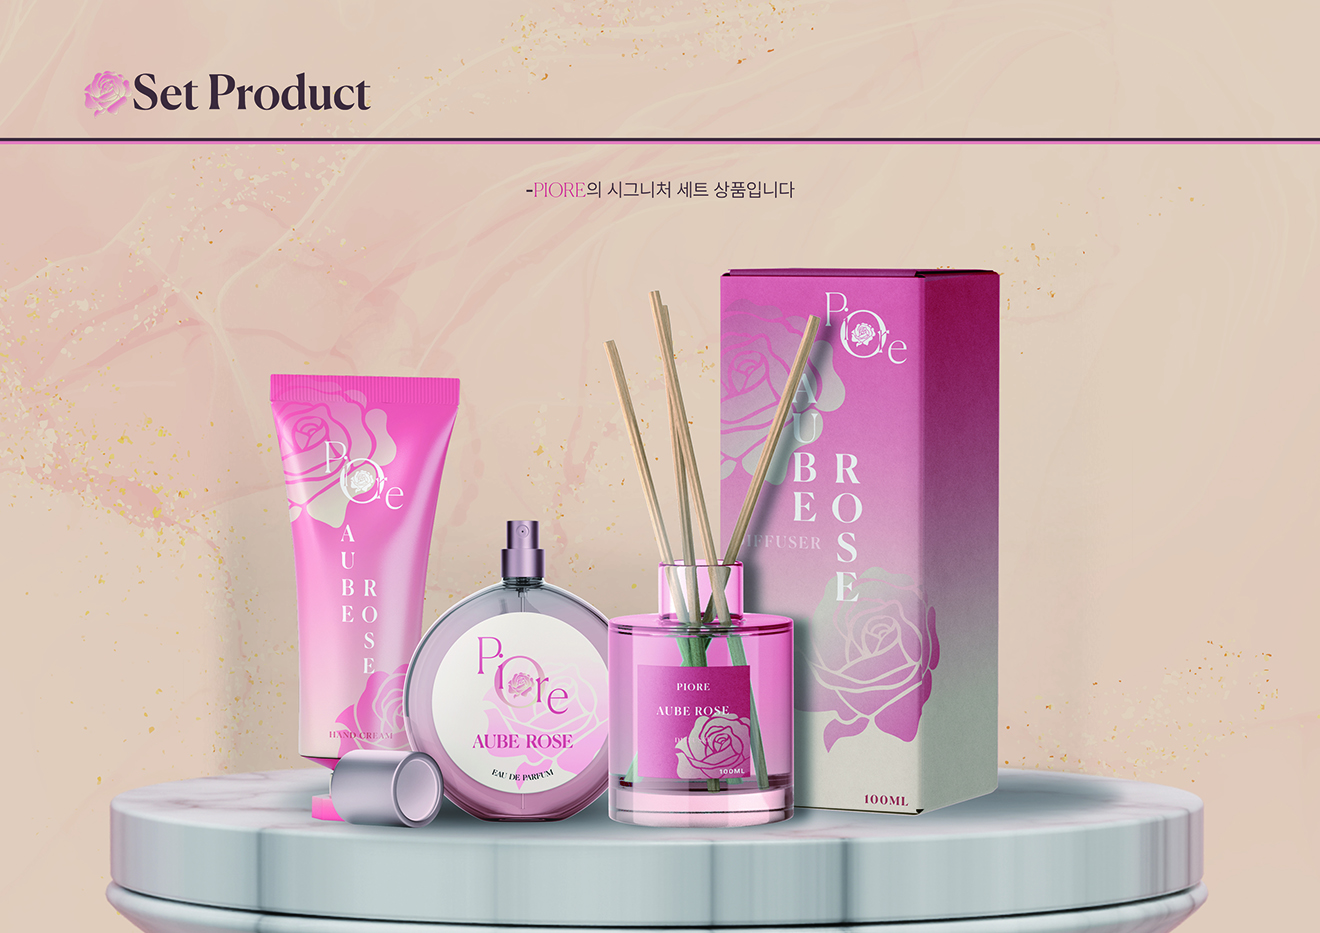 Set Product
-PIORE의 시그니처 세트 상품입니다
Piore
AUBE
ROSE
HAND CREAM
Piore
AUBE ROSE
EAU DE PARFUM
PIORE
AUBE ROSE
100ML
Piore
AUBE
ROSE
DIFFUSER
100ML